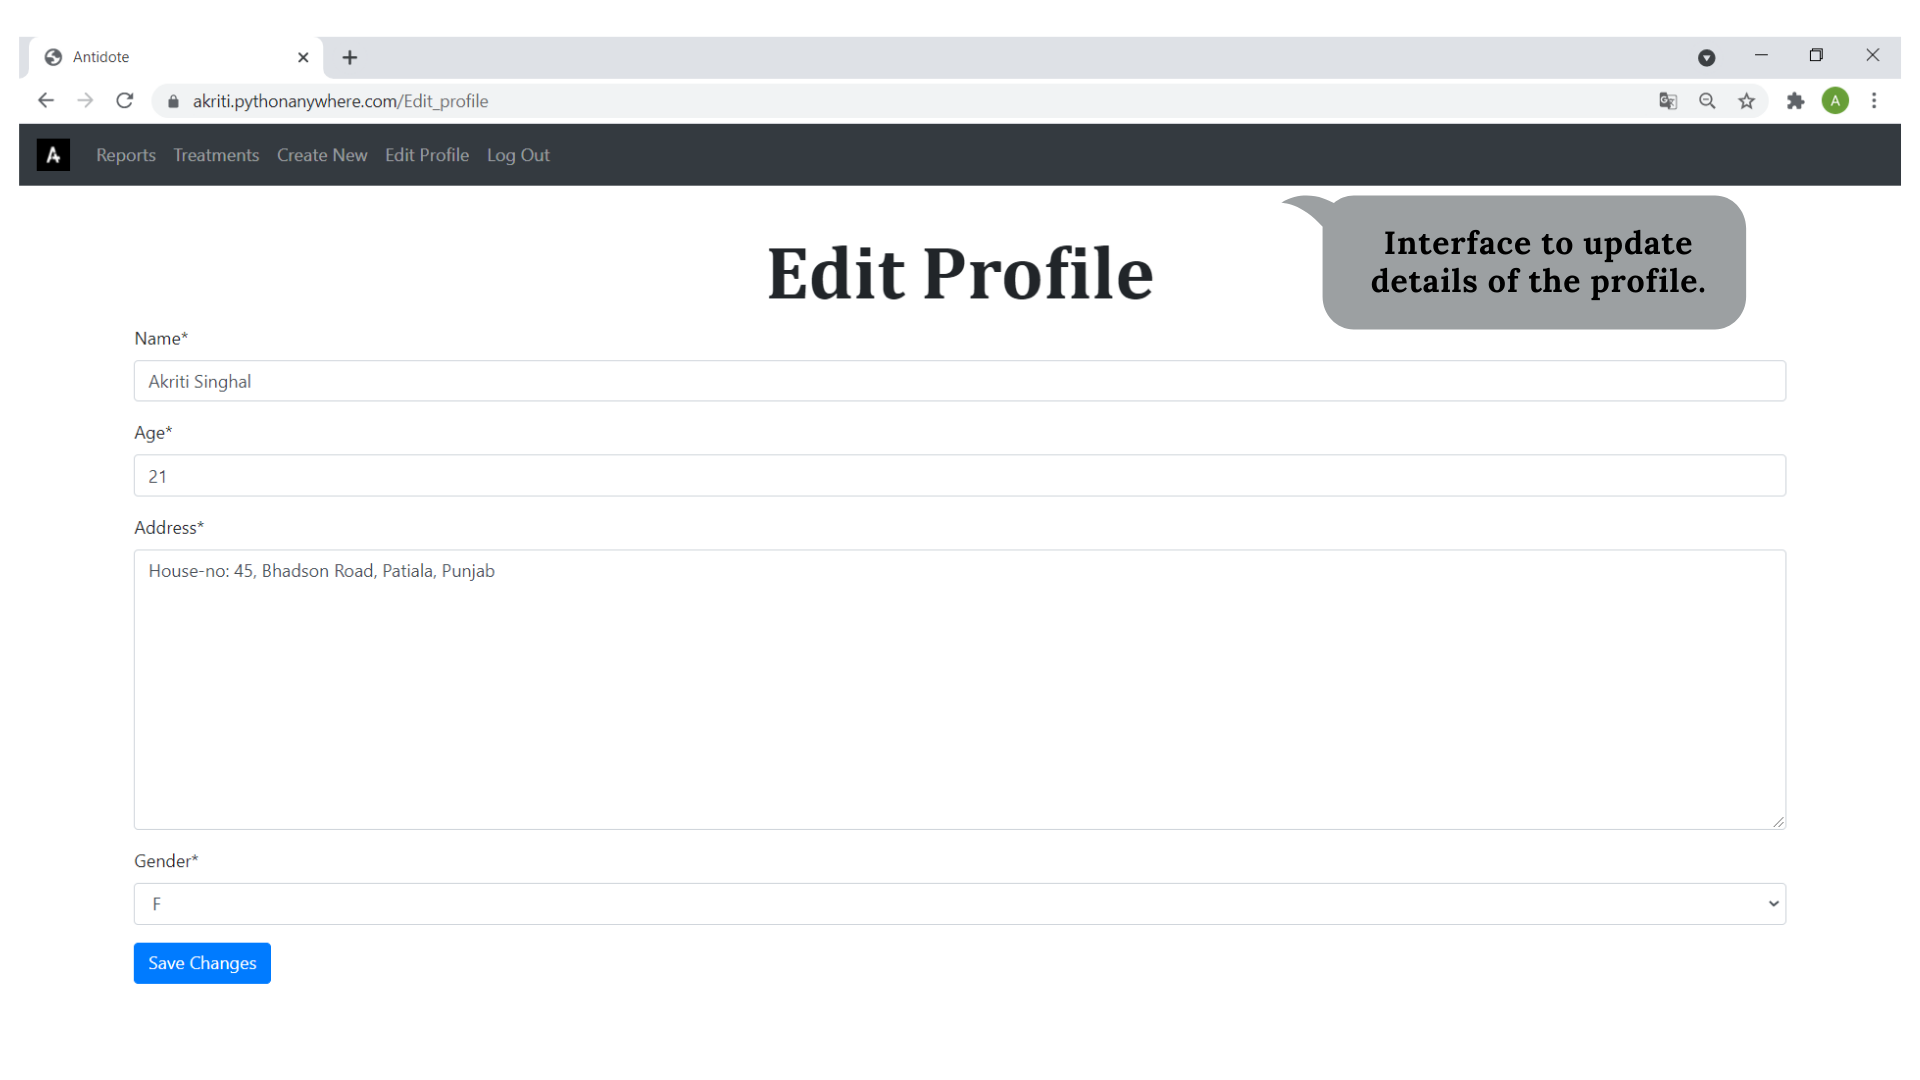 Antidote
akriti.pythonanywhere.com/Edit_profile
A
A
Reports Treatments Create New Edit Profile Log Out
Interface to update
details of the profile.
Edit Profile
Name*
Akriti Singhal
Age*
21
Address*
House-no: 45, Bhadson Road, Patiala, Punjab
Gender*
F
Save Changes